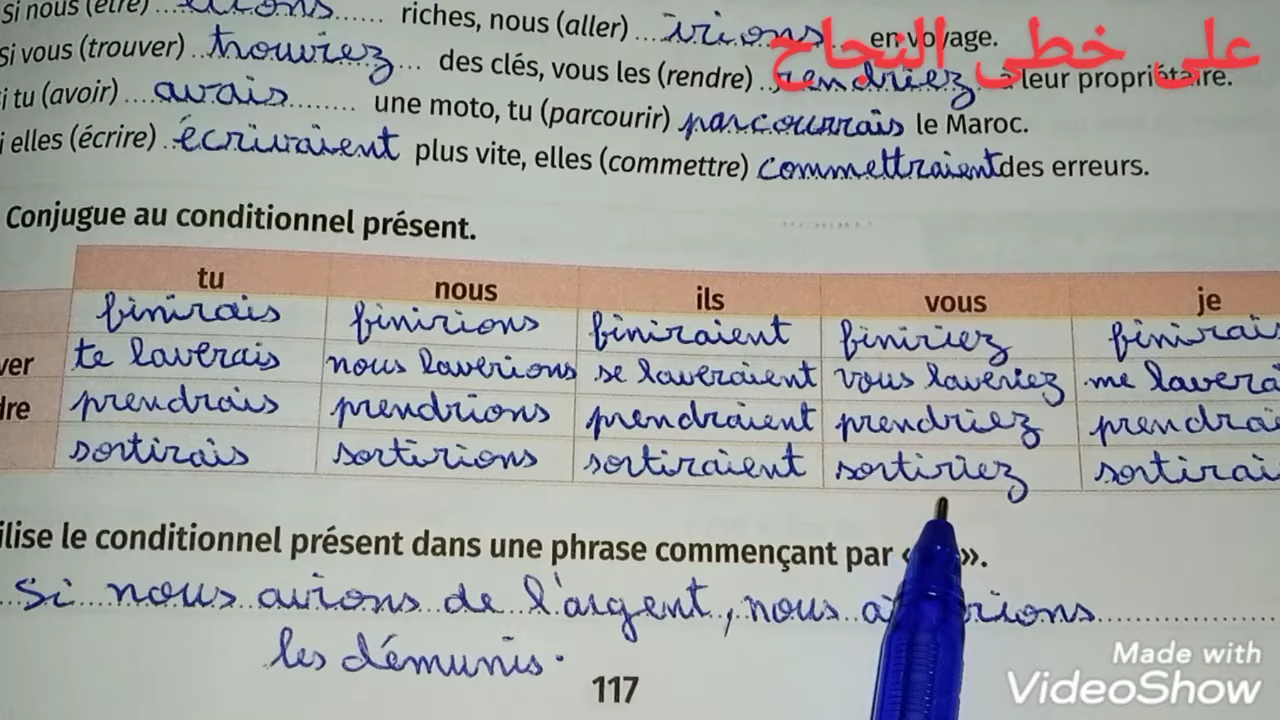 Si nous (être) ...étions...... riches, nous (aller) ...irions... en voyage.
Si vous (trouver) .trouviez... des clés, vous les (rendre) ..rendriez. à leur propriétaire.
i tu (avoir) ...avais........ une moto, tu (parcourir) parcourrais le Maroc.
i elles (écrire) .écrivaient plus vite, elles (commettre) commettraient des erreurs.
على خطى النجاح
Conjugue au conditionnel présent.
tu nous ils vous je
finirais finirions finiraient finiriez finirais
ver te laverais nous laverions se laveraient vous laveriez me lavera
dre prendrais prendrions prendraient prendriez prendrai
sortirais sortirions sortiraient sortiriez sortirai
ilise le conditionnel présent dans une phrase commençant par « ».
Si nous avions de l'argent, nous
les démunis.
117
Made with
VideoShow